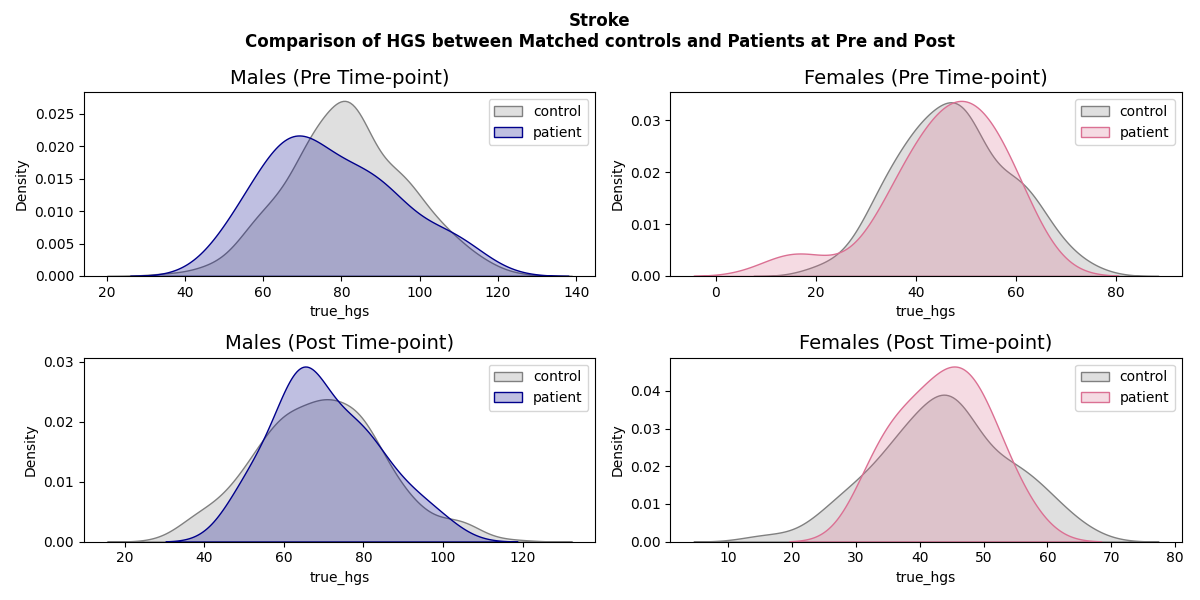 Stroke
Comparison of HGS between Matched controls and Patients at Pre and Post
Males (Pre Time-point)
0.025
0.020
0.015
0.010
0.005
0.000
Density
control
patient
20 40 60 80 100 120 140
true_hgs
Females (Pre Time-point)
0.03
0.02
0.01
0.00
Density
control
patient
0 20 40 60 80
true_hgs
Males (Post Time-point)
0.03
0.02
0.01
0.00
Density
control
patient
20 40 60 80 100 120
true_hgs
Females (Post Time-point)
0.04
0.03
0.02
0.01
0.00
Density
control
patient
10 20 30 40 50 60 70 80
true_hgs